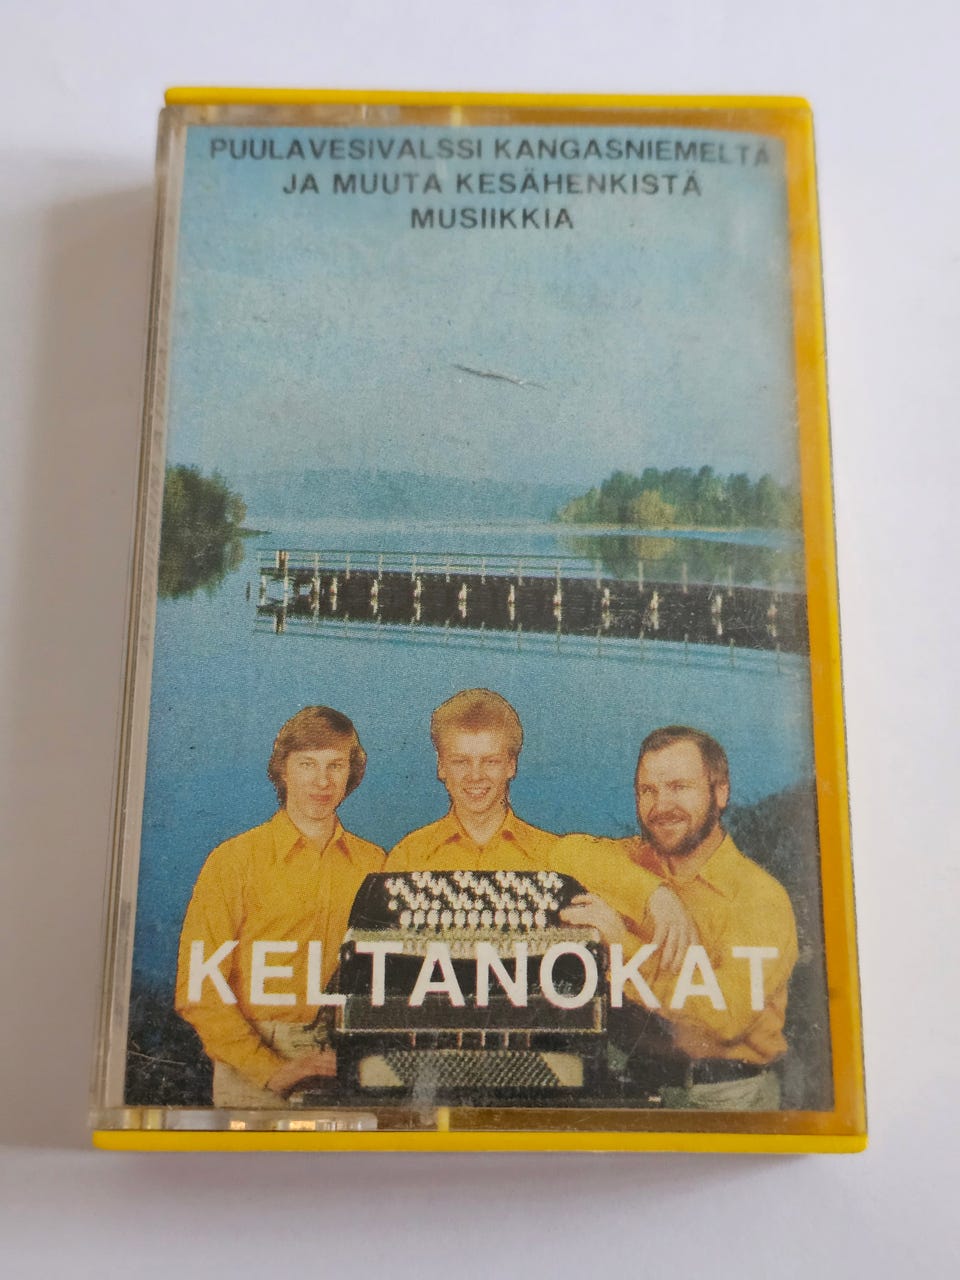 PUULAVESIVALSSI KANGASNIEMELTÄ
JA MUUTA KESÄHENKISTÄ
MUSIIKKIA
KELTANOKAT